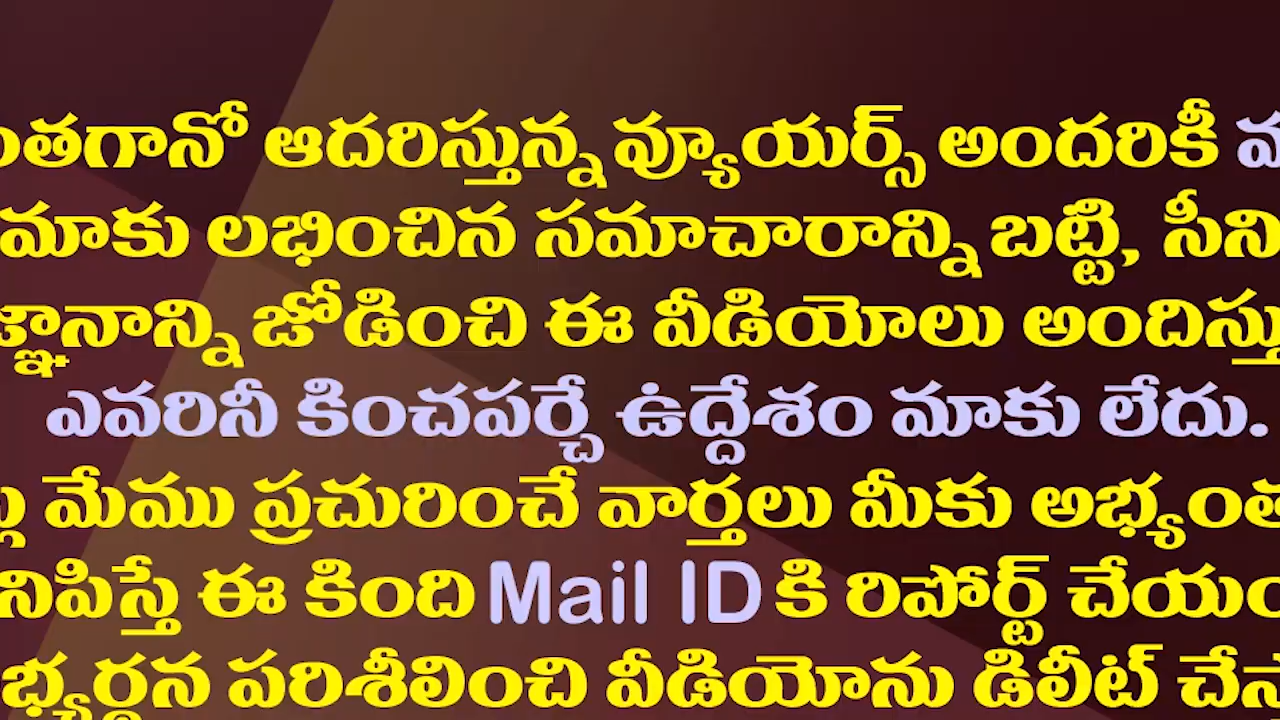 ంతగానో ఆదరిస్తున్న వ్యూయర్స్ అందరికీ
మాకు లభించిన సమాచారాన్ని బట్టి, సీని
జ్ఞానాన్ని జోడించి ఈ వీడియోలు అందిస్తు
ఎవరినీ కించపర్చే ఉద్దేశం మాకు లేదు.
మేము ప్రచురించే వార్తలు మీకు అభ్యంత
నిపిస్తే ఈ కింది Mail ID కి రిపోర్ట్ చేయం
భ్యర్థన పరిశీలించి వీడియోను డిలీట్ చేస